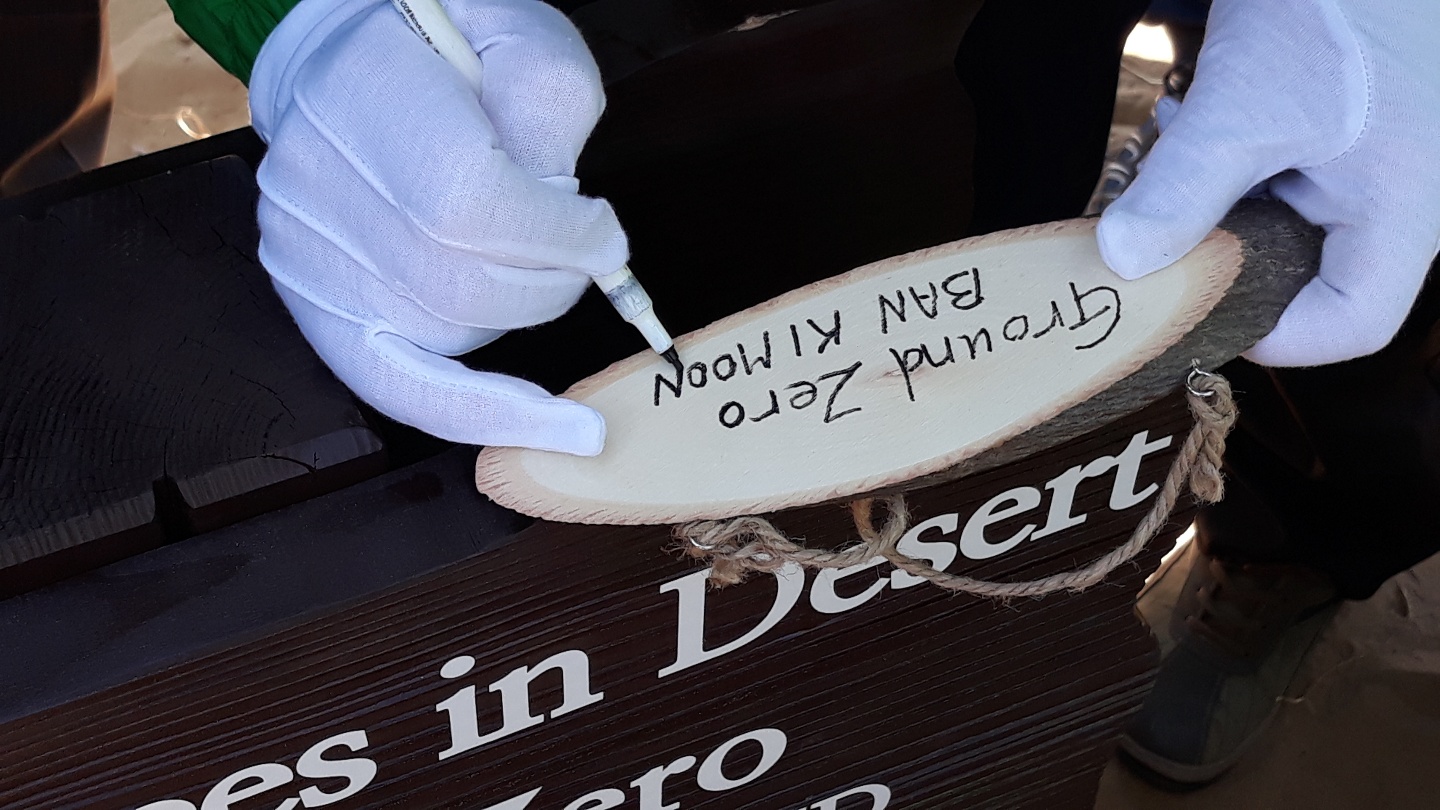 Ground Zero
BAN KI MOON
in Desert
Zero